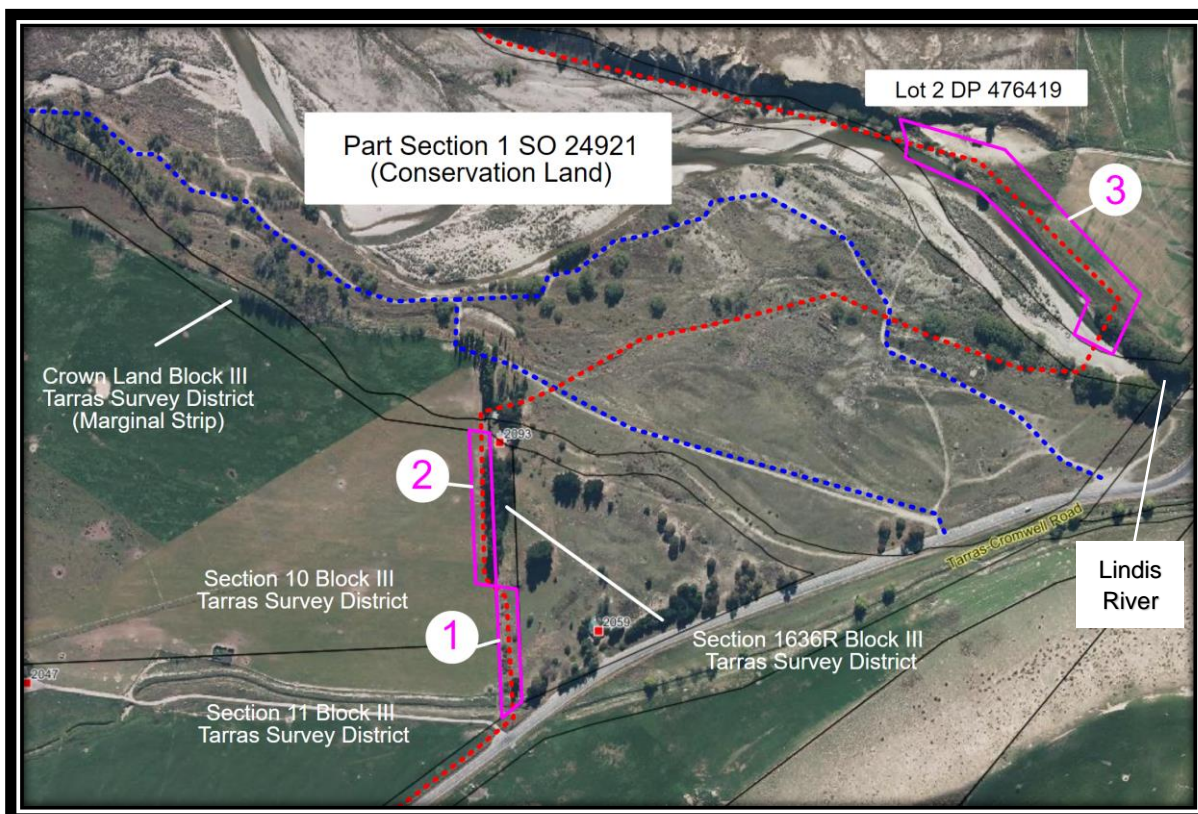 Lot 2 DP 476419
Part Section 1 SO 24921
(Conservation Land)
3
Crown Land Block III
Tarras Survey District
(Marginal Strip)
2093
2
Tarras-Cromwell Road
Section 10 Block III
Tarras Survey District
Lindis
River
1
2059
Section 1636R Block III
Tarras Survey District
2047
Section 11 Block III
Tarras Survey District